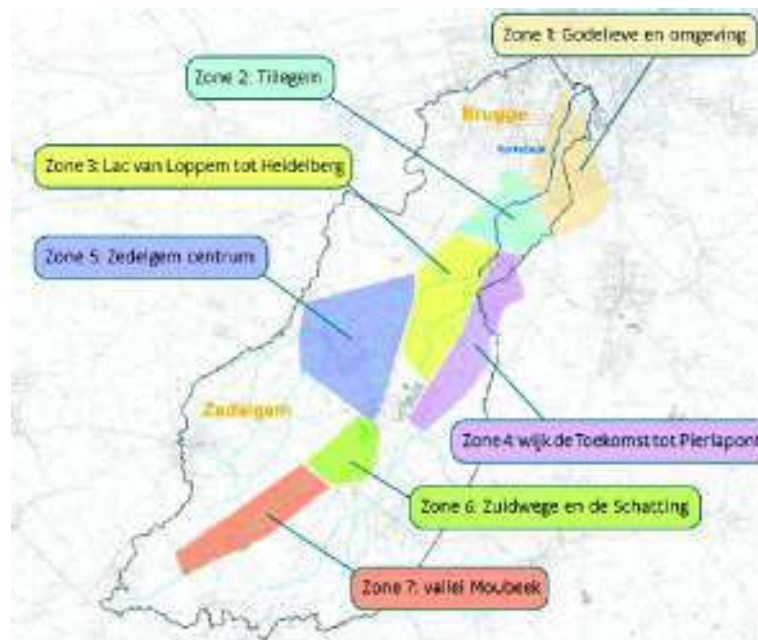 Zone 1: Godelieve en omgeving
Zone 2: Tillegem
Brugge
Zone 3: Lac van Loppem tot Heidelberg
Zone 5: Zedelgem centrum
Zedelgem
Zone 4: wijk de Toekomst tot Pierlapont
Zone 6: Zuidwege en de Schatting
Zone 7: vallei Moubeek